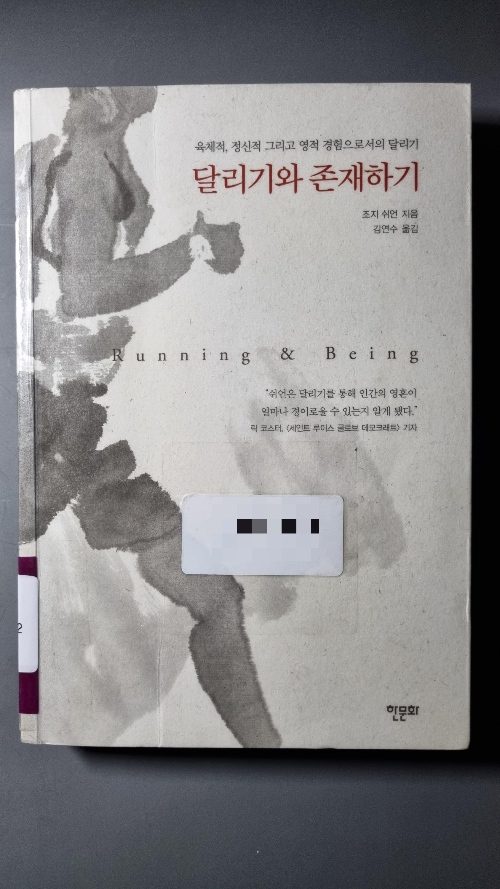 육체적, 정신적 그리고 영적 경험으로서의 달리기
달리기와 존재하기
조지 쉬언 지음
김연수 옮김
Running & Being
"쉬언은 달리기를 통해 인간의 영혼이
얼마나 경이로울 수 있는지 알게 됐다."
릭 코스터, 〈세인트 루이스 글로브 데모크래트〉 기자
2
한문화